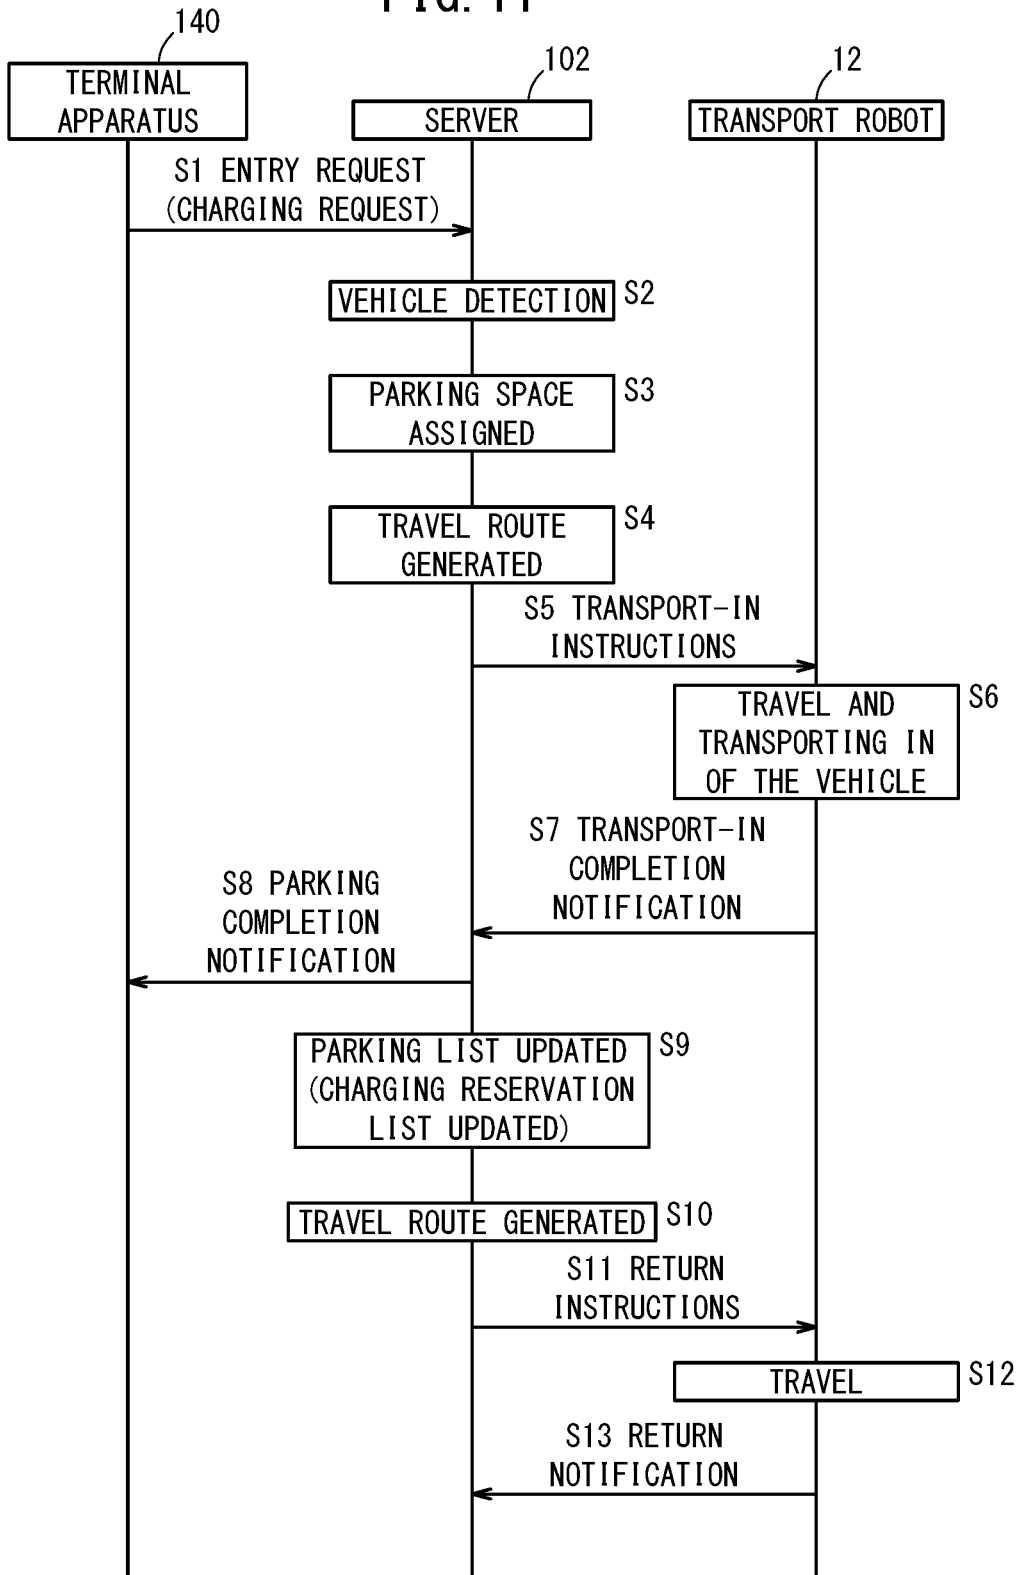 FIG. 11
140
TERMINAL
APPARATUS
102
SERVER
12
TRANSPORT ROBOT
S1 ENTRY REQUEST
(CHARGING REQUEST)
VEHICLE DETECTION
S2
PARKING SPACE
ASSIGNED
S3
TRAVEL ROUTE
GENERATED
S4
S5 TRANSPORT-IN
INSTRUCTIONS
TRAVEL AND
TRANSPORTING IN
OF THE VEHICLE
S6
S7 TRANSPORT-IN
COMPLETION
NOTIFICATION
S8 PARKING
COMPLETION
NOTIFICATION
PARKING LIST UPDATED
(CHARGING RESERVATION
LIST UPDATED)
S9
TRAVEL ROUTE GENERATED
S10
S11 RETURN
INSTRUCTIONS
TRAVEL
S12
S13 RETURN
NOTIFICATION